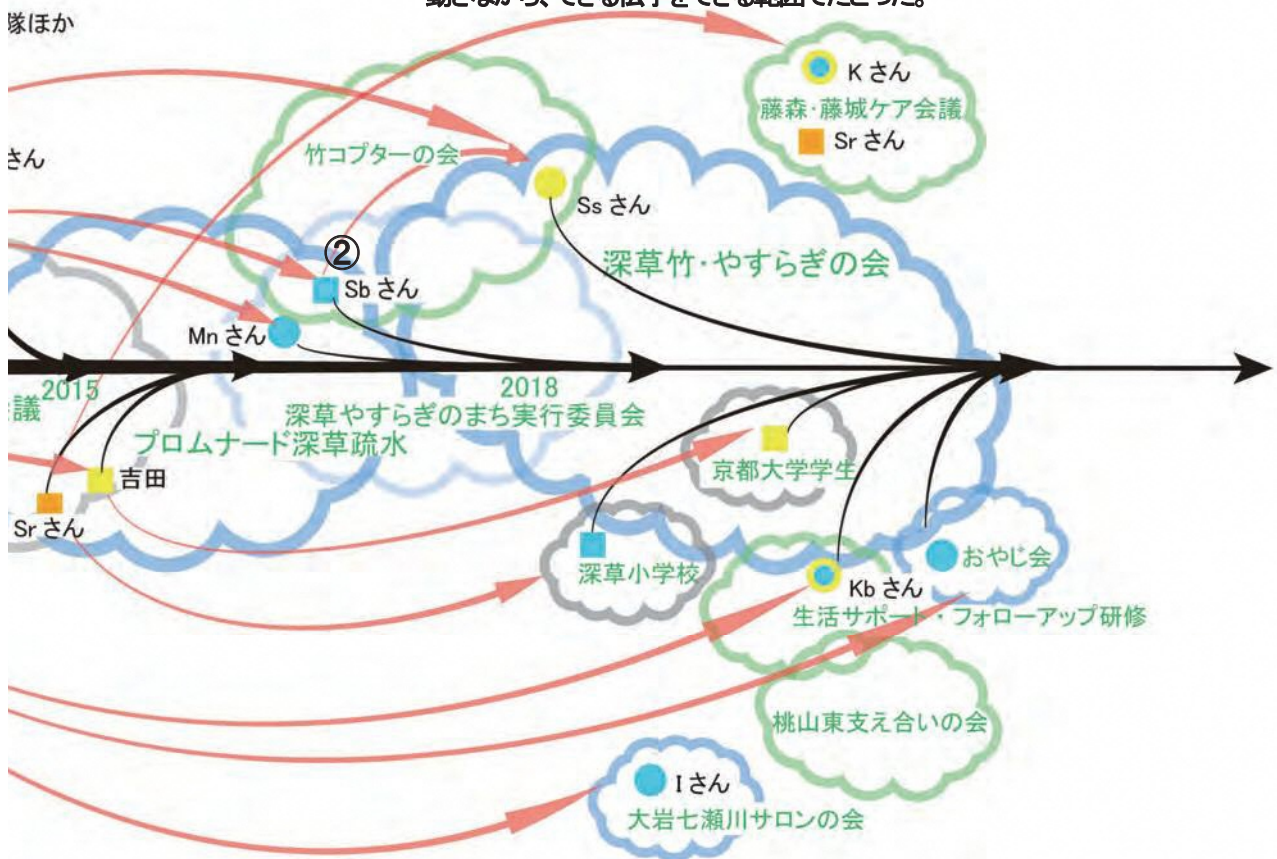 隊ほか
K さん
藤森・藤城ケア会議
Sr さん
さん
竹コプターの会
Ss さん
深草竹・やすらぎの会
②
Sb さん
Mn さん
2015
2018
議
深草やすらぎのまち実行委員会
プロムナード深草疏水
吉田
京都大学学生
Sr さん
おやじ会
深草小学校
Kb さん
生活サポート・フォローアップ研修
桃山東支え合いの会
I さん
大岩七瀬川サロンの会